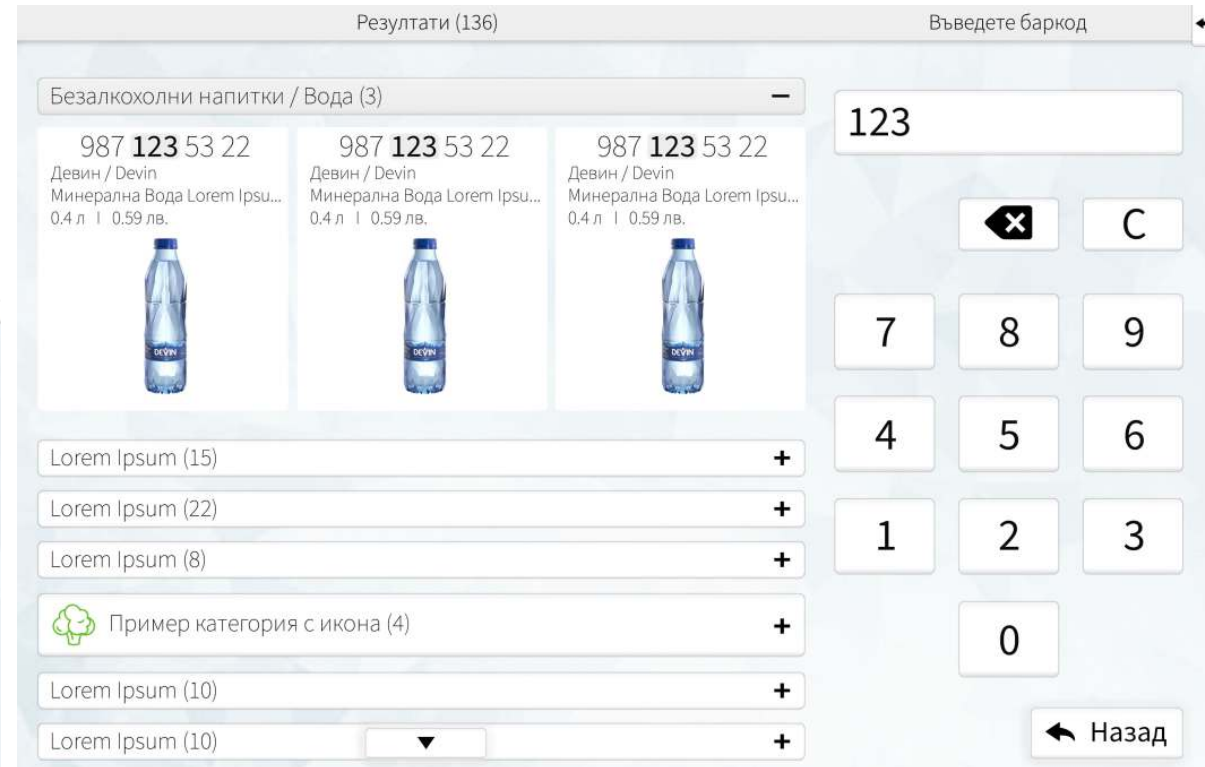 Резултати (136)
Въведете баркод
Безалкохолни напитки / Вода (3)
987 123 53 22
Девин / Devin
Минерална Вода Lorem Ipsu...
0.4 л | 0.59 лв.
DEVIN
987 123 53 22
Девин / Devin
Минерална Вода Lorem Ipsu...
0.4 л | 0.59 лв.
DEVIN
987 123 53 22
Девин / Devin
Минерална Вода Lorem Ipsu...
0.4 л | 0.59 лв.
DEVIN
Lorem Ipsum (15)
Lorem Ipsum (22)
Lorem Ipsum (8)
Пример категория с икона (4)
Lorem Ipsum (10)
Lorem Ipsum (10)
123
C
7 8 9
4 5 6
1 2 3
0
Назад